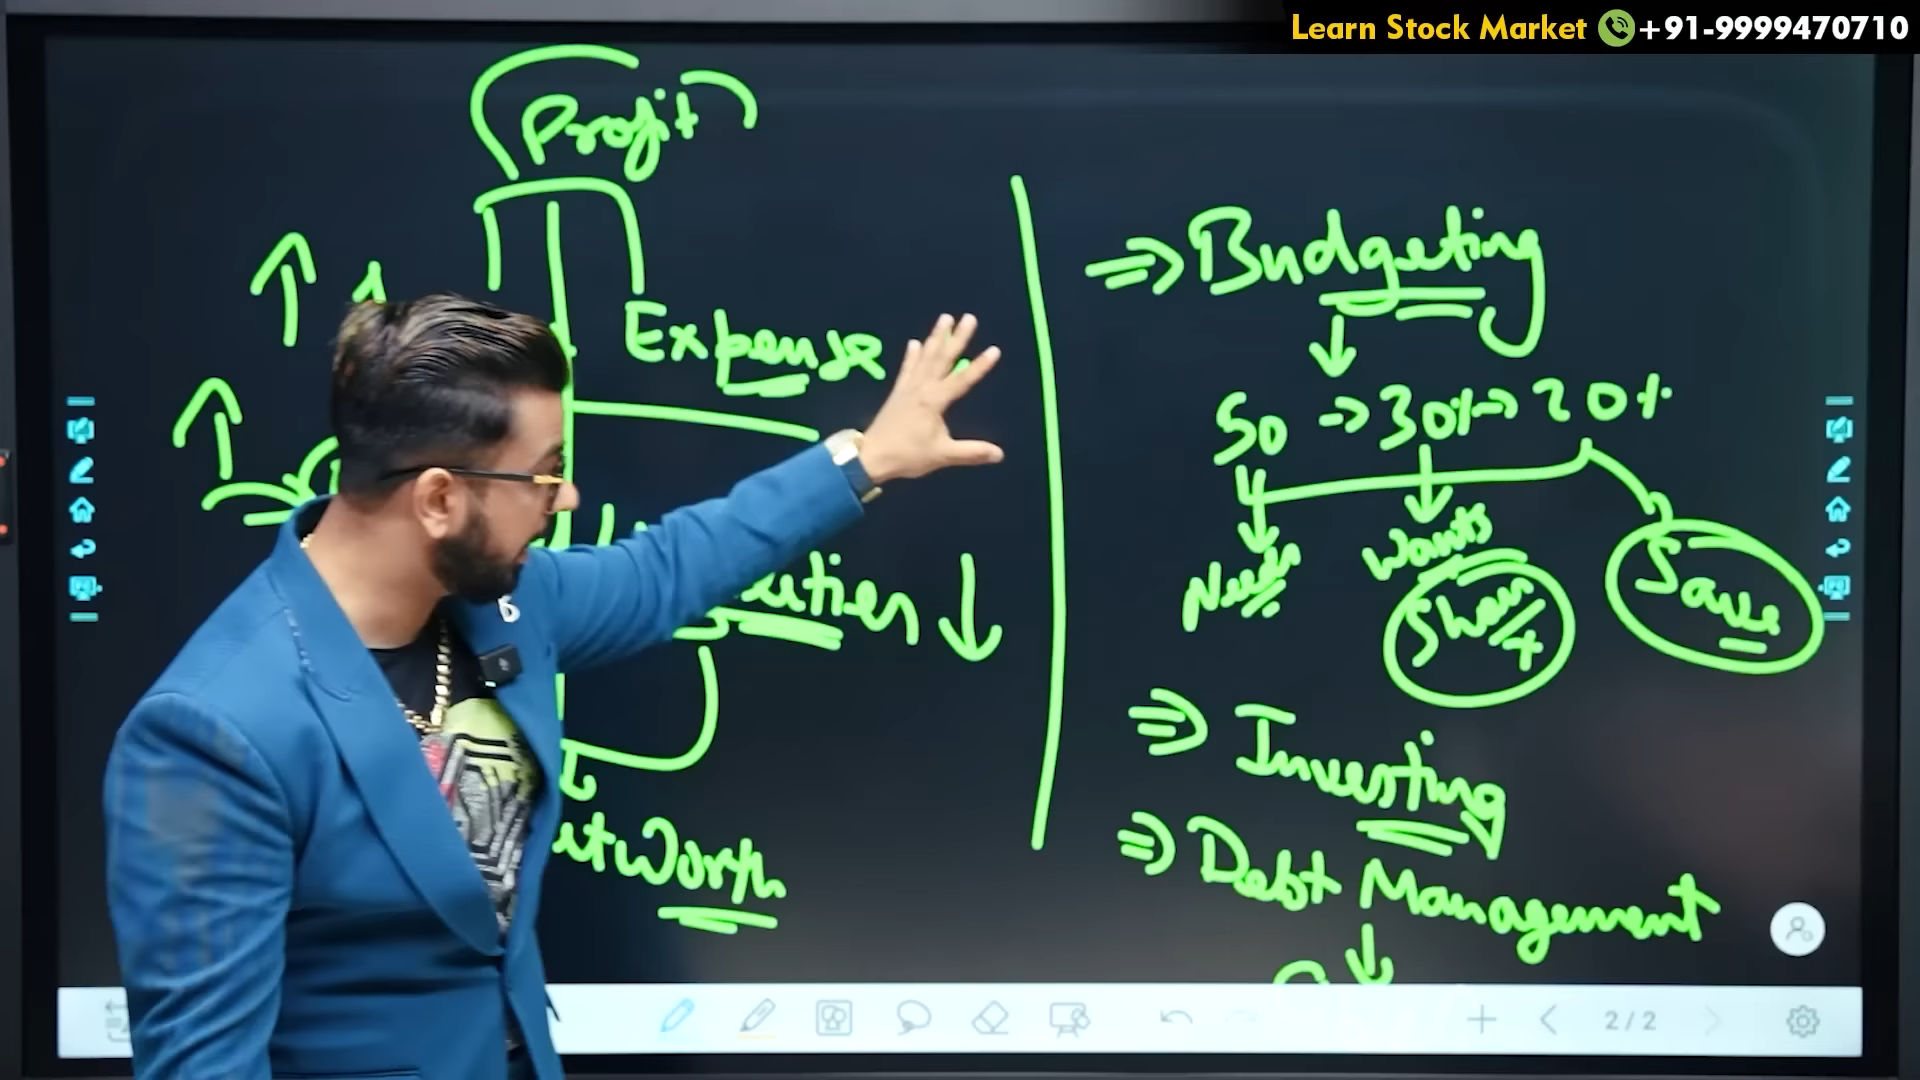 Learn Stock Market +91-9999470710
Profit
Expense
NetWorth
Budgeting
50 → 30% → 20%
Needs
Wants
Save
Investing
Debt Management
2/2